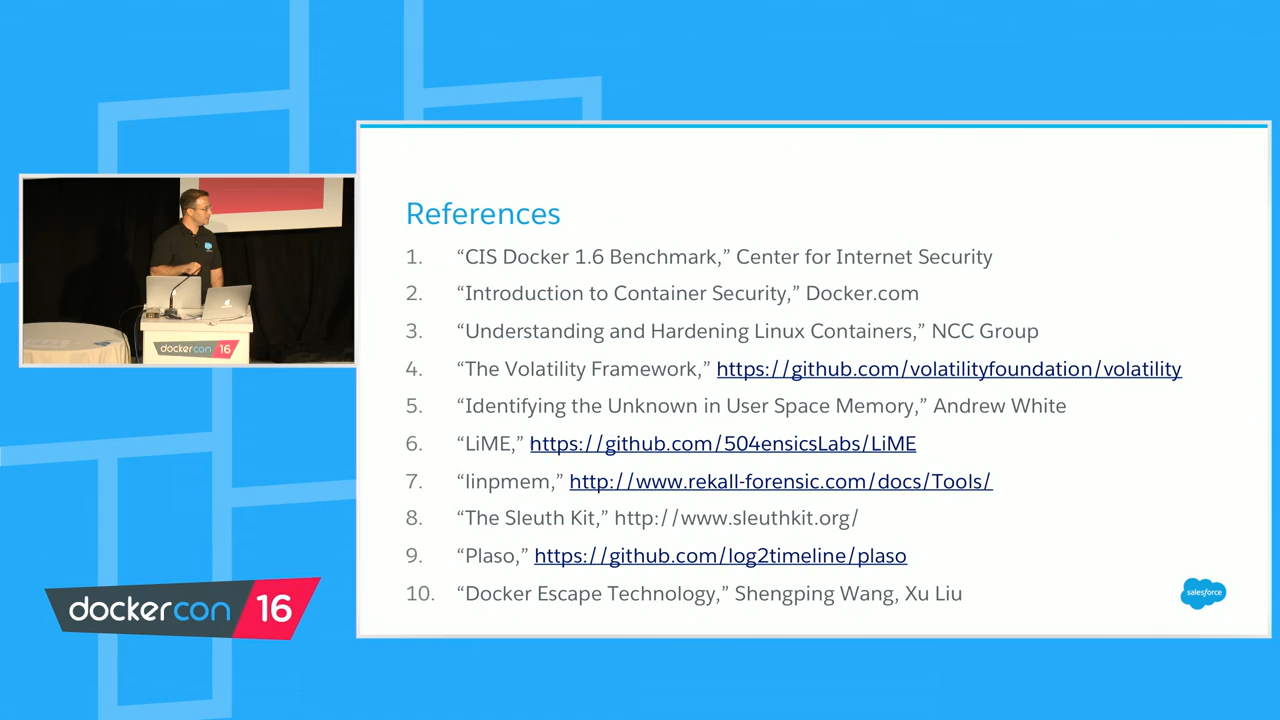 References
1. “CIS Docker 1.6 Benchmark,” Center for Internet Security
2. “Introduction to Container Security,” Docker.com
3. “Understanding and Hardening Linux Containers,” NCC Group
4. “The Volatility Framework,” https://github.com/volatilityfoundation/volatility
5. “Identifying the Unknown in User Space Memory,” Andrew White
6. “LiME,” https://github.com/504ensicsLabs/LiME
7. “linpmem,” http://www.rekall-forensic.com/docs/Tools/
8. “The Sleuth Kit,” http://www.sleuthkit.org/
9. “Plaso,” https://github.com/log2timeline/plaso
10. “Docker Escape Technology,” Shengping Wang, Xu Liu
salesforce
dockercon 16
dockercon 16